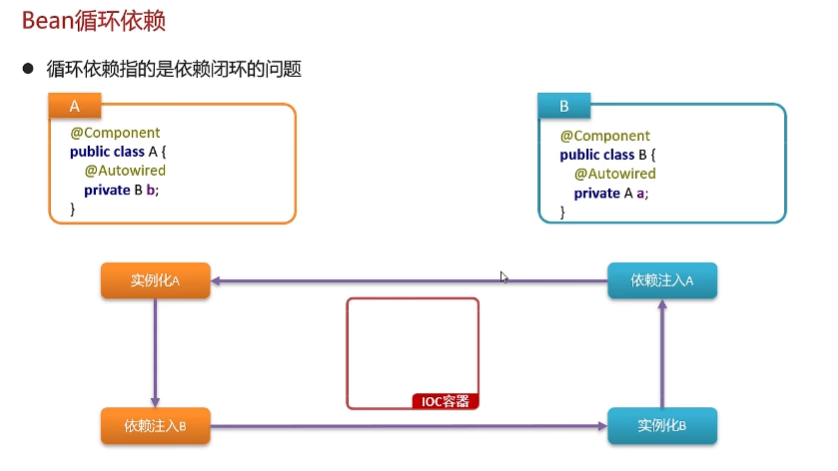 Bean循环依赖
● 循环依赖指的是依赖闭环的问题
A
@Component
public class A {
@Autowired
private B b;
}
B
@Component
public class B {
@Autowired
private A a;
}
实例化A
依赖注入A
IOC容器
依赖注入B
实例化B